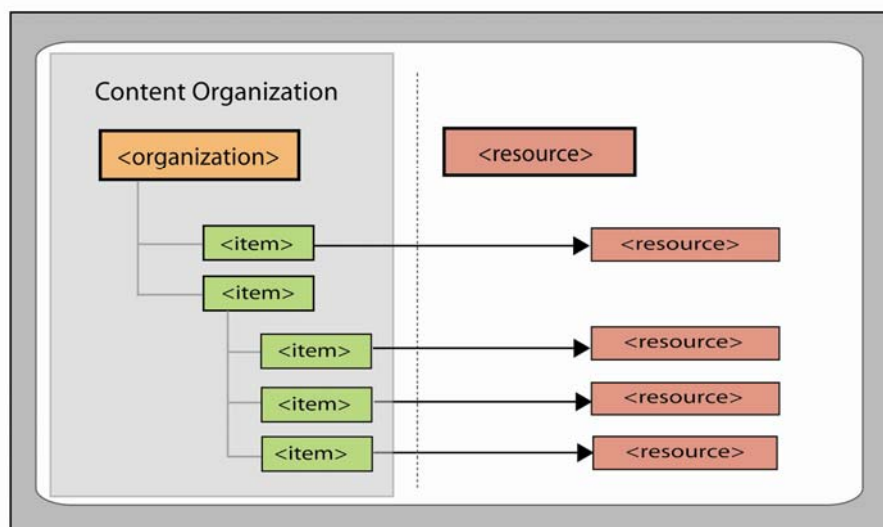 Content Organization
<organization>
<resource>
<item>
<resource>
<item>
<item>
<resource>
<item>
<resource>
<item>
<resource>